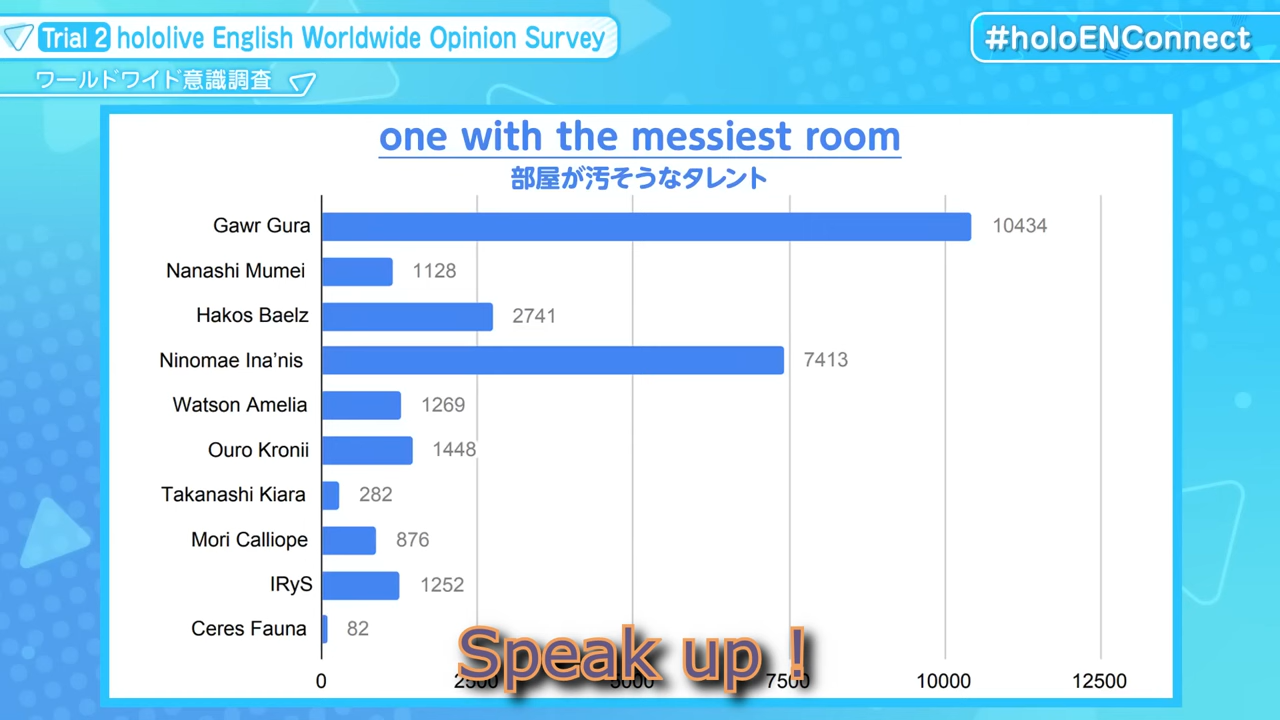 Trial 2 hololive English Worldwide Opinion Survey
#holoENConnect
ワールドワイド意識調査
one with the messiest room
部屋が汚そうなタレント
Gawr Gura 10434
Nanashi Mumei 1128
Hakos Baelz 2741
Ninomae Ina'nis 7413
Watson Amelia 1269
Ouro Kronii 1448
Takanashi Kiara 282
Mori Calliope 876
IRyS 1252
Ceres Fauna 82
Speak up !
0 2500 5000 7500 10000 12500